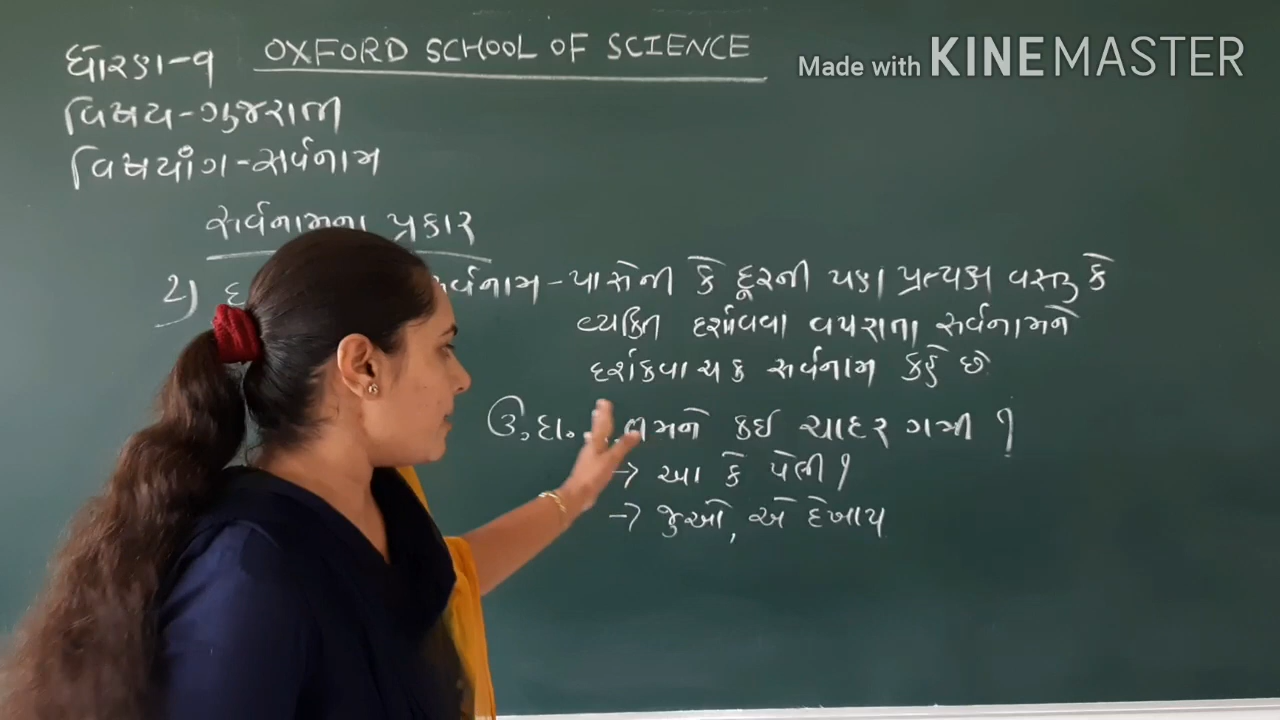 ધોરણ-૧ OXFORD SCHOOL OF SCIENCE
Made with KINEMASTER
વિષય-ગુજરાતી
વિષયાંગ-સર્વનામ
સર્વનામના પ્રકાર
૨) પાસેની કે દૂરની પણ પ્રત્યક્ષ વસ્તુ કે
વ્યક્તિ દર્શાવવા વપરાતા સર્વનામને
દર્શકવાચક સર્વનામ કહે છે
ઉ.દા. તમને કઈ ચાદર ગમી ?
→ આ કે પેલી ?
→ જુઓ, એ દેખાય